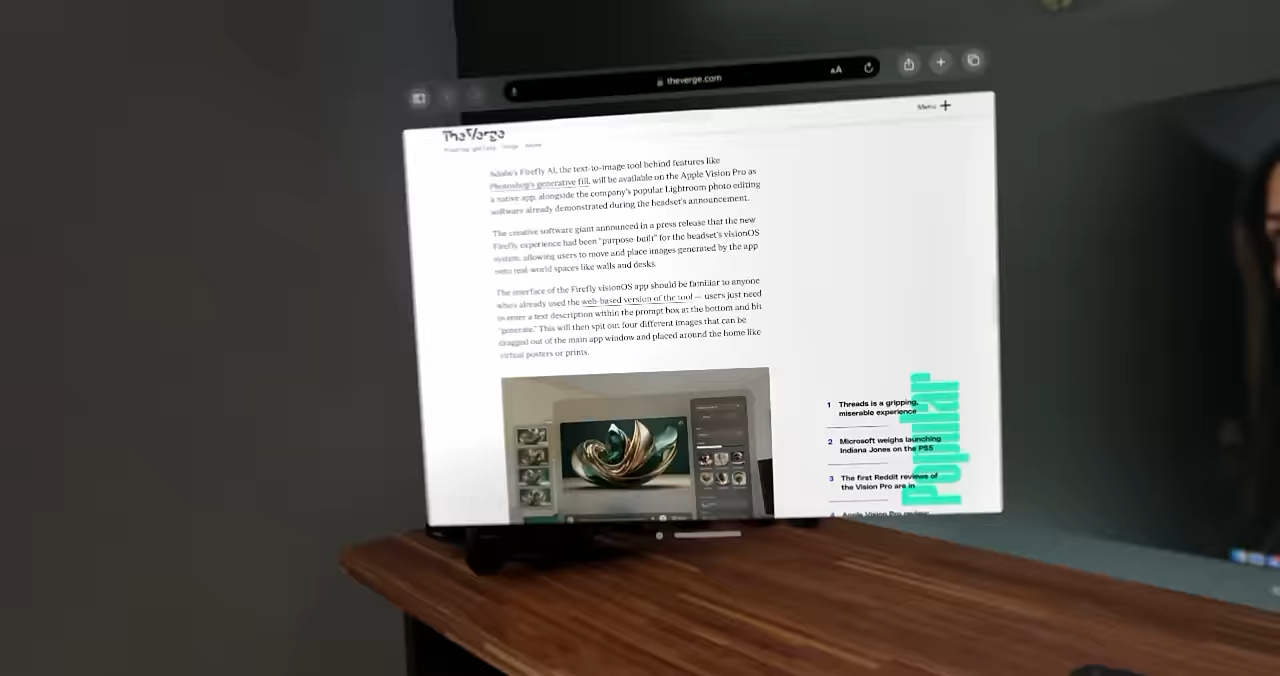 theverge.com
AA
Menu +
TheVerge
Adobe's Firefly AI, the text-to-image tool behind features like
Photoshop's generative fill, will be available on the Apple Vision Pro as
a native app, alongside the company's popular Lightroom photo editing
software already demonstrated during the headset's announcement.
The creative software giant announced in a press release that the new
Firefly experience had been "purpose-built" for the headset's visionOS
system, allowing users to move and place images generated by the app
onto real-world spaces like walls and desks.
The interface of the Firefly visionOS app should be familiar to anyone
who's already used the web-based version of the tool — users just need
to enter a text description within the prompt box at the bottom and hit
"generate." This will then spit out four different images that can be
dragged out of the main app window and placed around the home like
virtual posters or prints.
Popular
1 Threads is a gripping,
miserable experience
2 Microsoft weighs launching
Indiana Jones on the PS5
3 The first Reddit reviews of
the Vision Pro are in
4 Apple Vision Pro review: